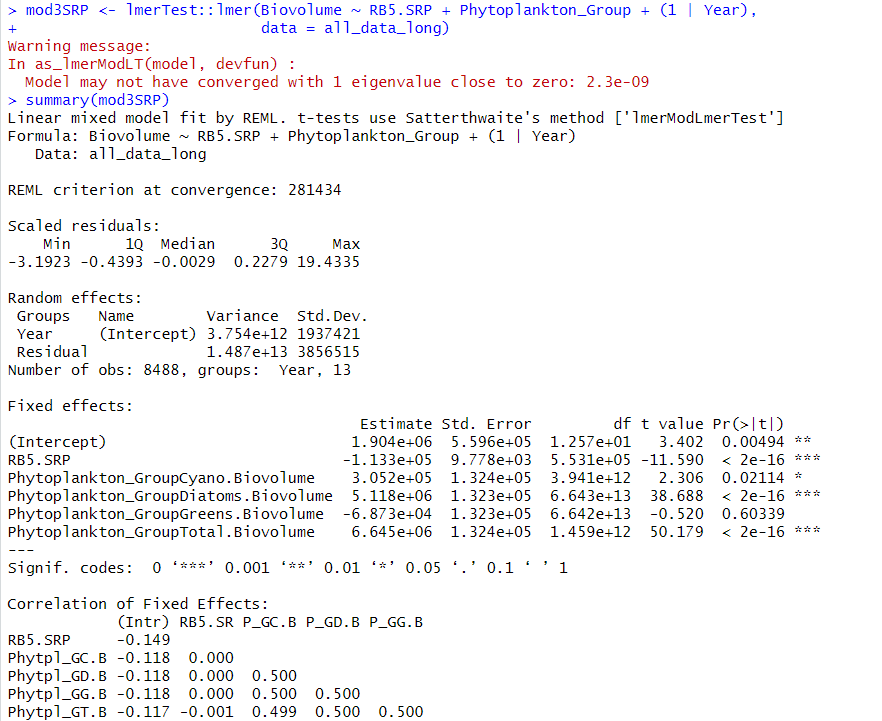 > mod3SRP <- lmerTest::lmer(Biovolume ~ RB5.SRP + Phytoplankton_Group + (1 | Year),
+                           data = all_data_long)
Warning message:
In as_lmerModLT(model, devfun) :
  Model may not have converged with 1 eigenvalue close to zero: 2.3e-09
> summary(mod3SRP)
Linear mixed model fit by REML. t-tests use Satterthwaite's method ['lmerModLmerTest']
Formula: Biovolume ~ RB5.SRP + Phytoplankton_Group + (1 | Year)
   Data: all_data_long

REML criterion at convergence: 281434

Scaled residuals:
    Min      1Q  Median      3Q     Max
-3.1923 -0.4393 -0.0029  0.2279 19.4335

Random effects:
 Groups   Name        Variance  Std.Dev.
 Year     (Intercept) 3.754e+12 1937421
 Residual             1.487e+13 3856515
Number of obs: 8488, groups:  Year, 13

Fixed effects:
                                       Estimate Std. Error         df t value Pr(>|t|)
(Intercept)                           1.904e+06  5.596e+05  1.257e+01   3.402  0.00494 **
RB5.SRP                              -1.133e+05  9.778e+03  5.531e+05 -11.590  < 2e-16 ***
Phytoplankton_GroupCyano.Biovolume    3.052e+05  1.324e+05  3.941e+12   2.306  0.02114 *
Phytoplankton_GroupDiatoms.Biovolume  5.118e+06  1.323e+05  6.643e+13  38.688  < 2e-16 ***
Phytoplankton_GroupGreens.Biovolume  -6.873e+04  1.323e+05  6.642e+13  -0.520  0.60339
Phytoplankton_GroupTotal.Biovolume    6.645e+06  1.324e+05  1.459e+12  50.179  < 2e-16 ***
---
Signif. codes:  0 ‘***’ 0.001 ‘**’ 0.01 ‘*’ 0.05 ‘.’ 0.1 ‘ ’ 1

Correlation of Fixed Effects:
            (Intr) RB5.SR P_GC.B P_GD.B P_GG.B
RB5.SRP     -0.149
Phytpl_GC.B -0.118  0.000
Phytpl_GD.B -0.118  0.000  0.500
Phytpl_GG.B -0.118  0.000  0.500  0.500
Phytpl_GT.B -0.117 -0.001  0.499  0.500  0.500